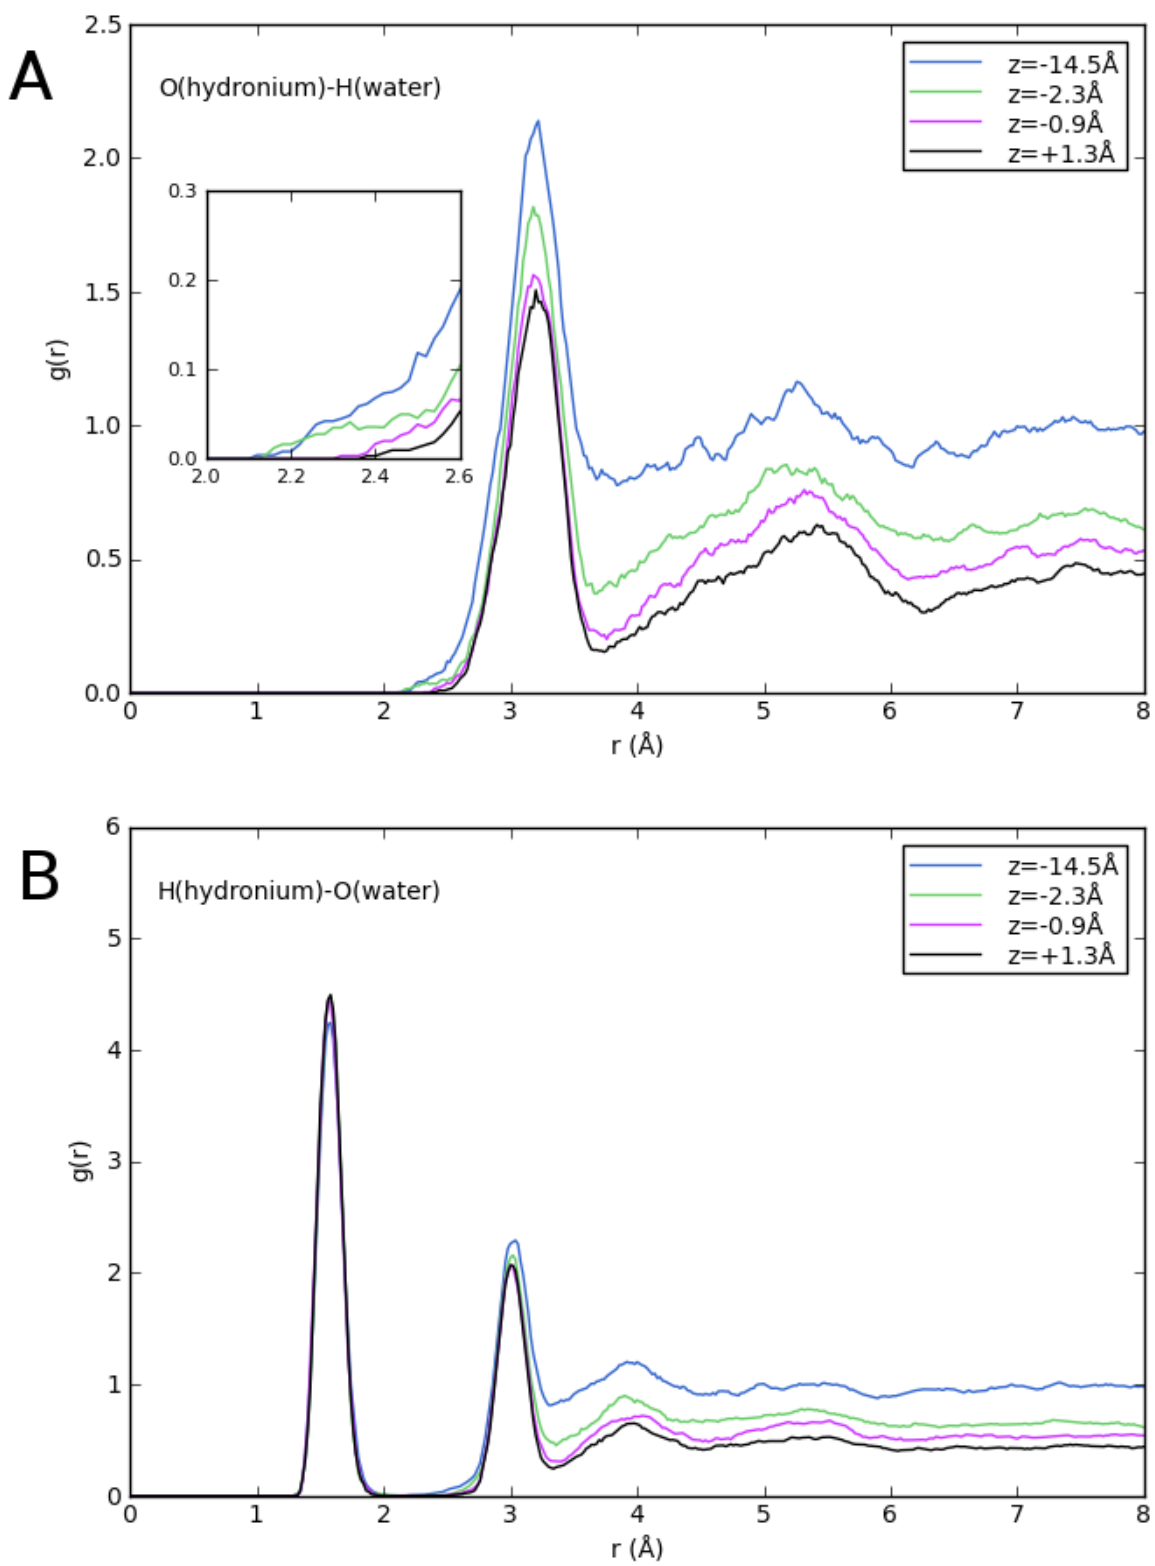 A
O(hydronium)-H(water)
z=-14.5Å
z=-2.3Å
z=-0.9Å
z=+1.3Å
2.5
2.0
1.5
1.0
0.5
0.0
g(r)
0.3
0.2
0.1
0.0
2.0 2.2 2.4 2.6
0 1 2 3 4 5 6 7 8
r (Å)
B
H(hydronium)-O(water)
z=-14.5Å
z=-2.3Å
z=-0.9Å
z=+1.3Å
6
5
4
3
2
1
0
g(r)
0 1 2 3 4 5 6 7 8
r (Å)